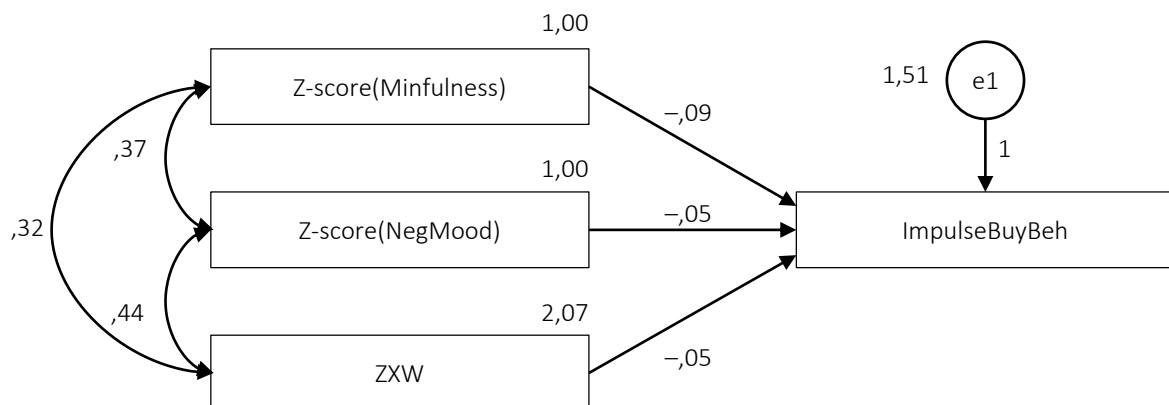 1,00
Z-score(Minfulness)
1,51
e1
–,09
,37
1
1,00
Z-score(NegMood)
–,05
ImpulseBuyBeh
,32
,44
2,07
–,05
ZXW